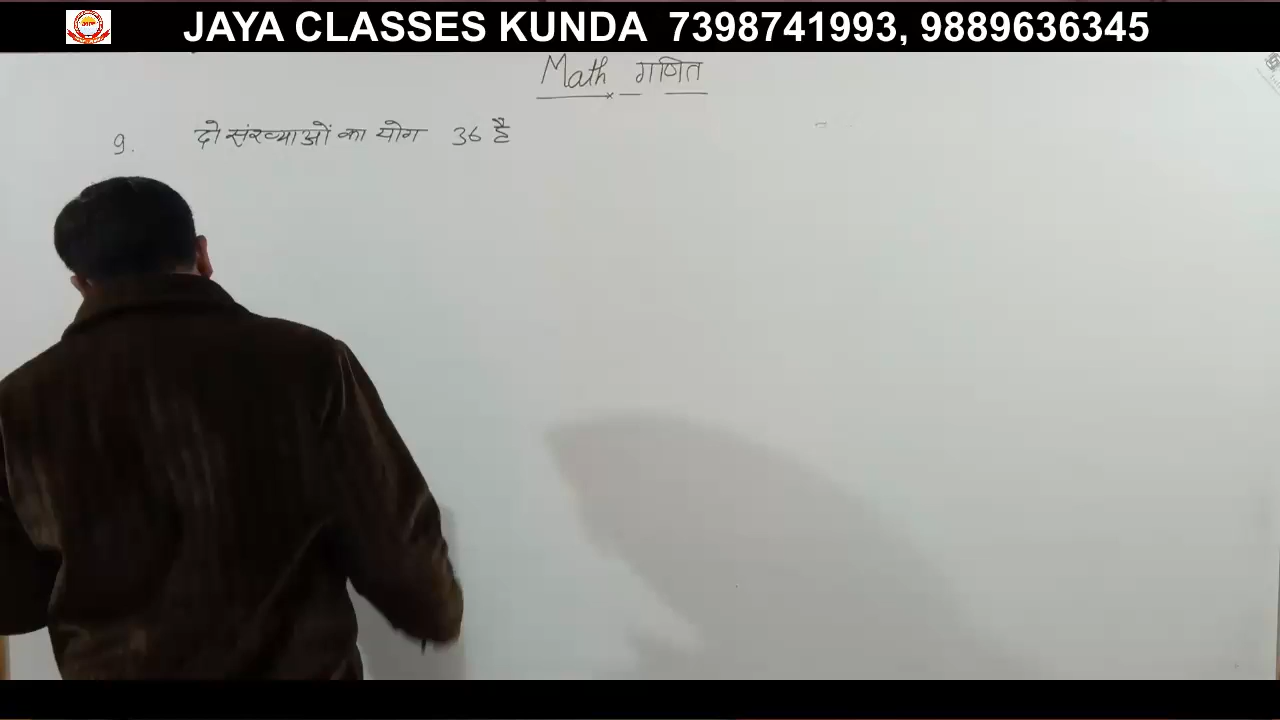 JAYA CLASSES KUNDA 7398741993, 9889636345
Math गणित
9. दो संख्याओं का योग 36 है